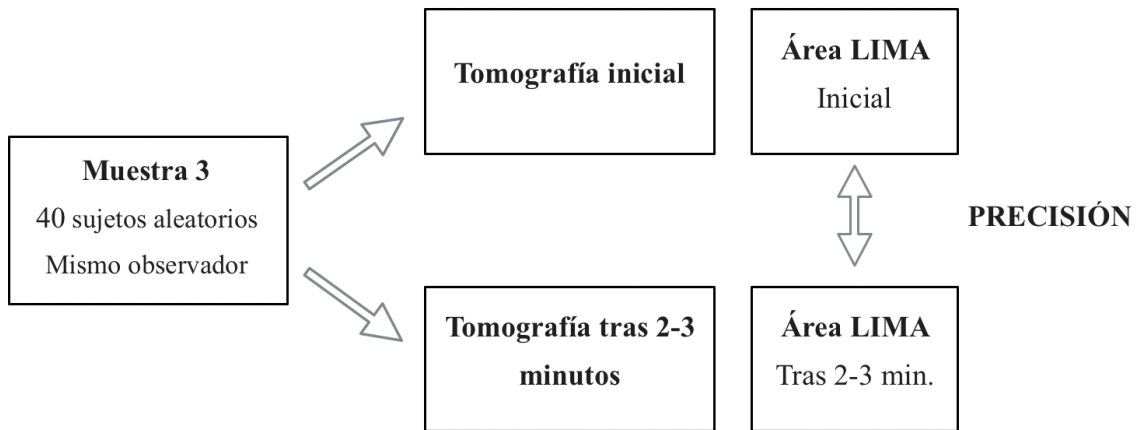 Muestra 3
40 sujetos aleatorios
Mismo observador
Tomografía inicial
Área LIMA
Inicial
PRECISIÓN
Tomografía tras 2-3
minutos
Área LIMA
Tras 2-3 min.